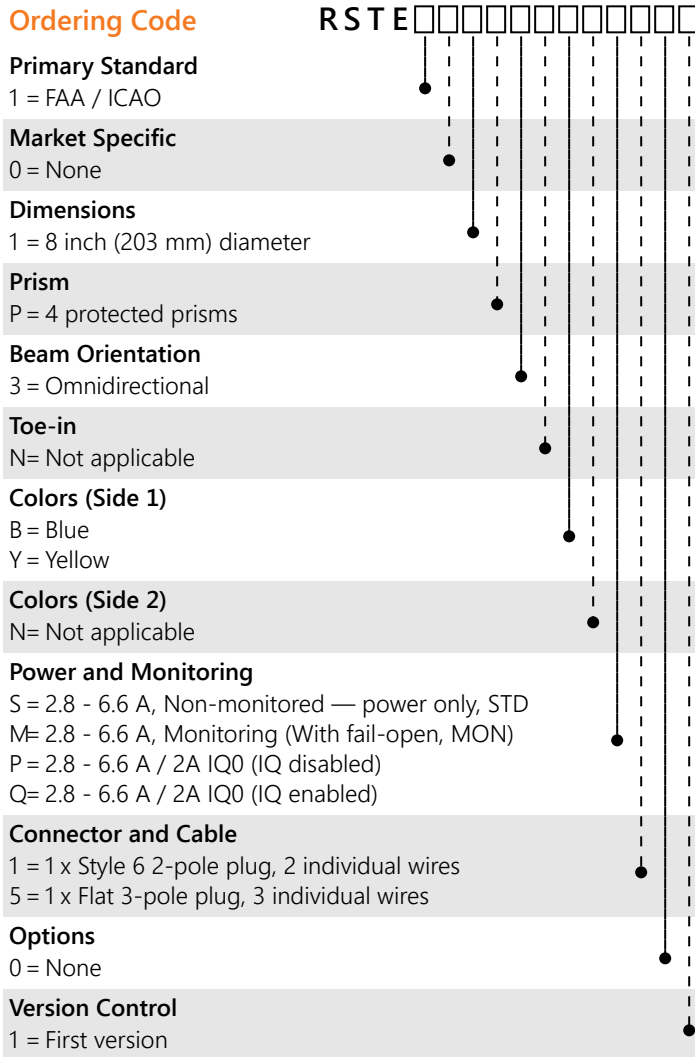 Ordering Code RSTE□□□□□□□□□□□□
Primary Standard
1 = FAA / ICAO
Market Specific
0 = None
Dimensions
1 = 8 inch (203 mm) diameter
Prism
P = 4 protected prisms
Beam Orientation
3 = Omnidirectional
Toe-in
N= Not applicable
Colors (Side 1)
B = Blue
Y = Yellow
Colors (Side 2)
N= Not applicable
Power and Monitoring
S = 2.8 - 6.6 A, Non-monitored — power only, STD
M= 2.8 - 6.6 A, Monitoring (With fail-open, MON)
P = 2.8 - 6.6 A / 2A IQ0 (IQ disabled)
Q= 2.8 - 6.6 A / 2A IQ0 (IQ enabled)
Connector and Cable
1 = 1 x Style 6 2-pole plug, 2 individual wires
5 = 1 x Flat 3-pole plug, 3 individual wires
Options
0 = None
Version Control
1 = First version